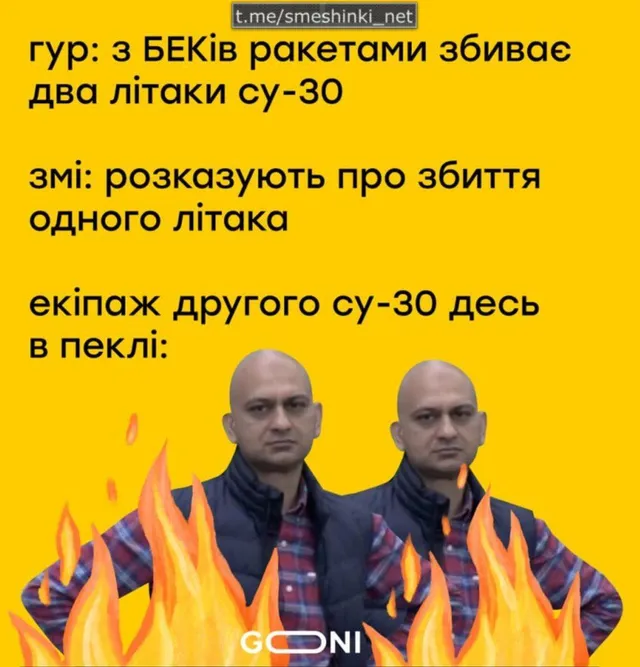 t.me/smeshinki_net
гур: з БЕКів ракетами збиває
два літаки су-30
змі: розказують про збиття
одного літака
екіпаж другого су-30 десь
в пеклі:
GOONI